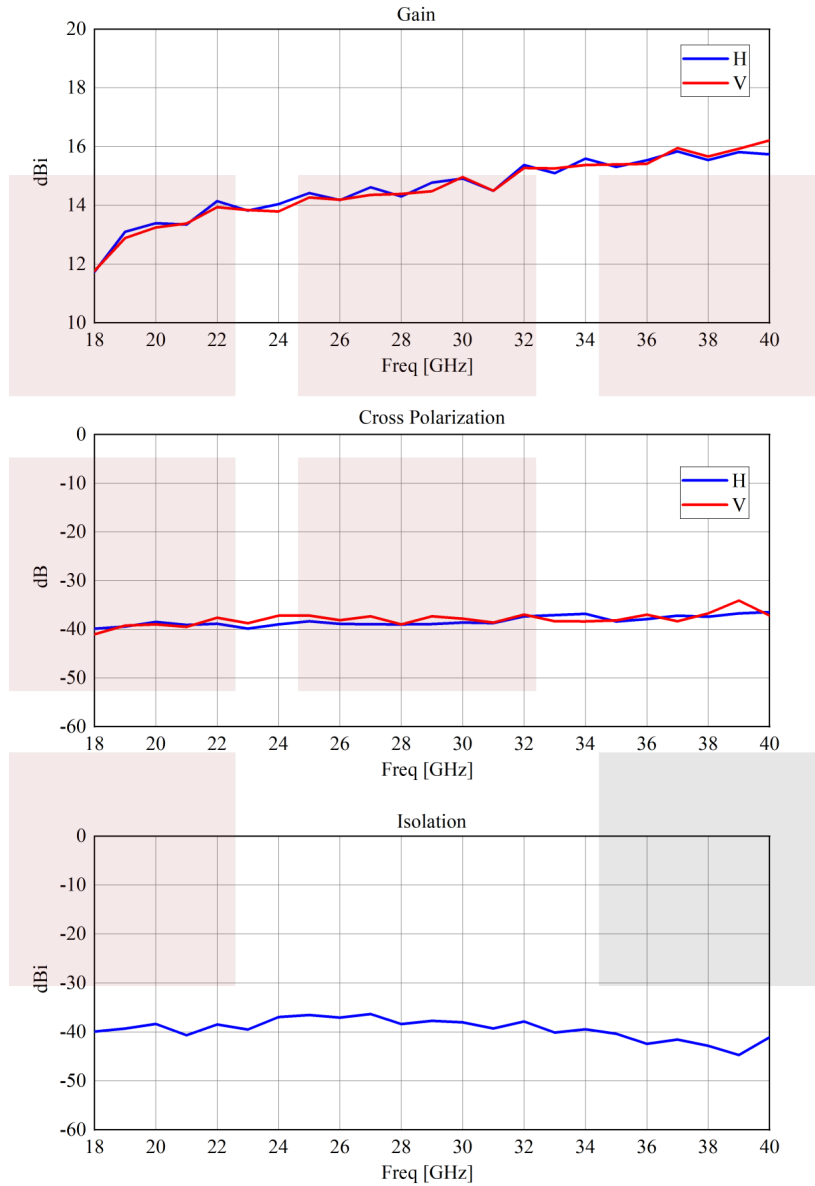 Gain
20
18
16
14
12
10
dBi
H
V
18 20 22 24 26 28 30 32 34 36 38 40
Freq [GHz]
Cross Polarization
0
-10
-20
-30
-40
-50
-60
dB
H
V
18 20 22 24 26 28 30 32 34 36 38 40
Freq [GHz]
Isolation
0
-10
-20
-30
-40
-50
-60
dBi
18 20 22 24 26 28 30 32 34 36 38 40
Freq [GHz]